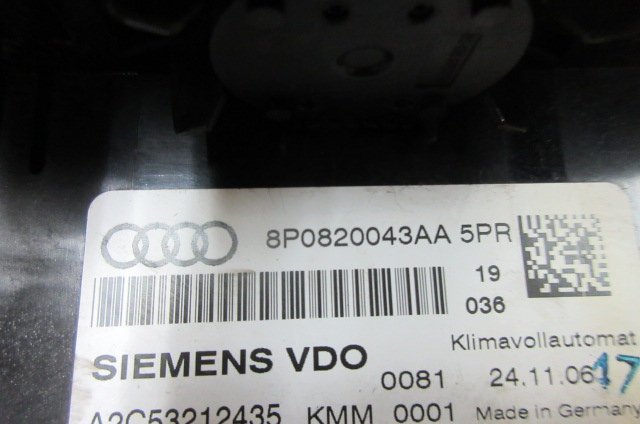 8P0820043AA 5PR
19
036
SIEMENS VDO
Klimavollautomat
0081 24.11.06 17
A2C53212435 KMM 0001 Made in Germany